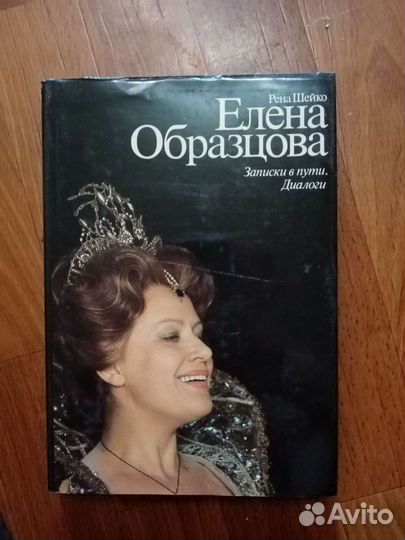 Рена Шейко
Елена
Образцова
Записки в пути.
Диалоги
Avito